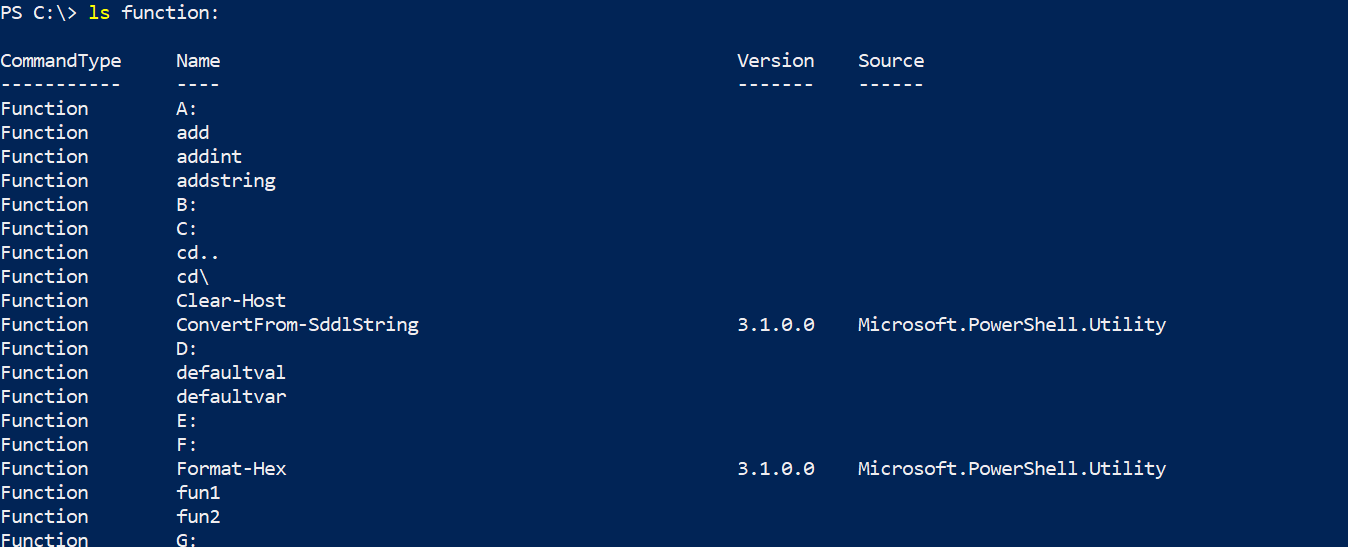 PS C:\> ls function:
CommandType     Name                                               Version    Source
-----------     ----                                               -------    ------
Function        A:
Function        add
Function        addint
Function        addstring
Function        B:
Function        C:
Function        cd..
Function        cd\
Function        Clear-Host
Function        ConvertFrom-SddlString                             3.1.0.0    Microsoft.PowerShell.Utility
Function        D:
Function        defaultval
Function        defaultvar
Function        E:
Function        F:
Function        Format-Hex                                         3.1.0.0    Microsoft.PowerShell.Utility
Function        fun1
Function        fun2
Function        G: